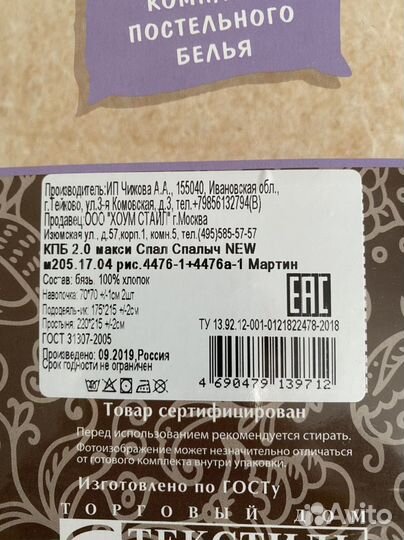 ПОСТЕЛЬНОГО
БЕЛЬЯ
Производитель:ИП Чижова А.А., 155040, Ивановская обл.,
г.Тейково, ул.3-я Комовская, д.3, тел.+79856132794(В)
Продавец:ООО "ХОУМ СТАЙЛ" г.Москва
Изюмская ул., д.57,корп.1, комн.5, тел.(495)585-57-57
КПБ 2.0 макси Спал Спалыч NEW
м205.17.04 рис.4476-1+4476а-1 Мартин
Состав: бязь. 100% хлопок
Наволочка: 70*70 +/-1см 2шт
Пододеяльник: 175*215 +/-2см
Простыня: 220*215 +/-2см
ГОСТ 31307-2005
ЕАС
ТУ 13.92.12-001-0121822478-2018
Произведено: 09.2019,Россия
Срок годности не ограничен
4 690479 139712
Товар сертифицирован
Перед использованием рекомендуется стирать.
Фотоизображение может незначительно отличаться
от готового комплекта внутри упаковки.
Изготовлено по ГОСТу
ТОРГОВЫЙ ДОМ
ТЕКСТИЛЬ
Avito